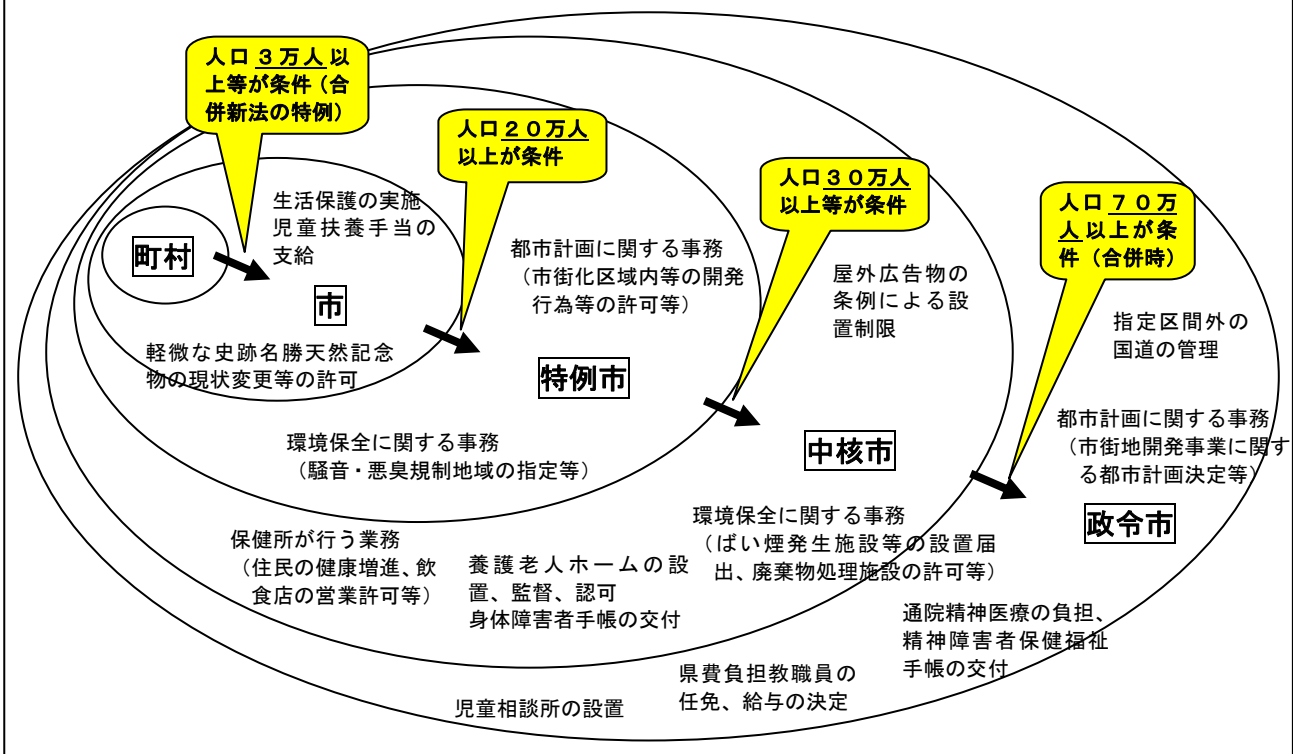 人口３万人以
上等が条件（合
併新法の特例）
人口２０万人
以上が条件
人口３０万人
以上等が条件
人口７０万
人以上が条
件（合併時）
町村
生活保護の実施
児童扶養手当の
支給
市
軽微な史跡名勝天然記念
物の現状変更等の許可
都市計画に関する事務
（市街化区域内等の開発
行為等の許可等）
特例市
環境保全に関する事務
（騒音・悪臭規制地域の指定等）
屋外広告物の
条例による設
置制限
中核市
保健所が行う業務
（住民の健康増進、飲
食店の営業許可等）
養護老人ホームの設
置、監督、認可
身体障害者手帳の交付
環境保全に関する事務
（ばい煙発生施設等の設置届
出、廃棄物処理施設の許可等）
指定区間外の
国道の管理
都市計画に関する事務
（市街地開発事業に関す
る都市計画決定等）
政令市
通院精神医療の負担、
精神障害者保健福祉
手帳の交付
県費負担教職員の
任免、給与の決定
児童相談所の設置